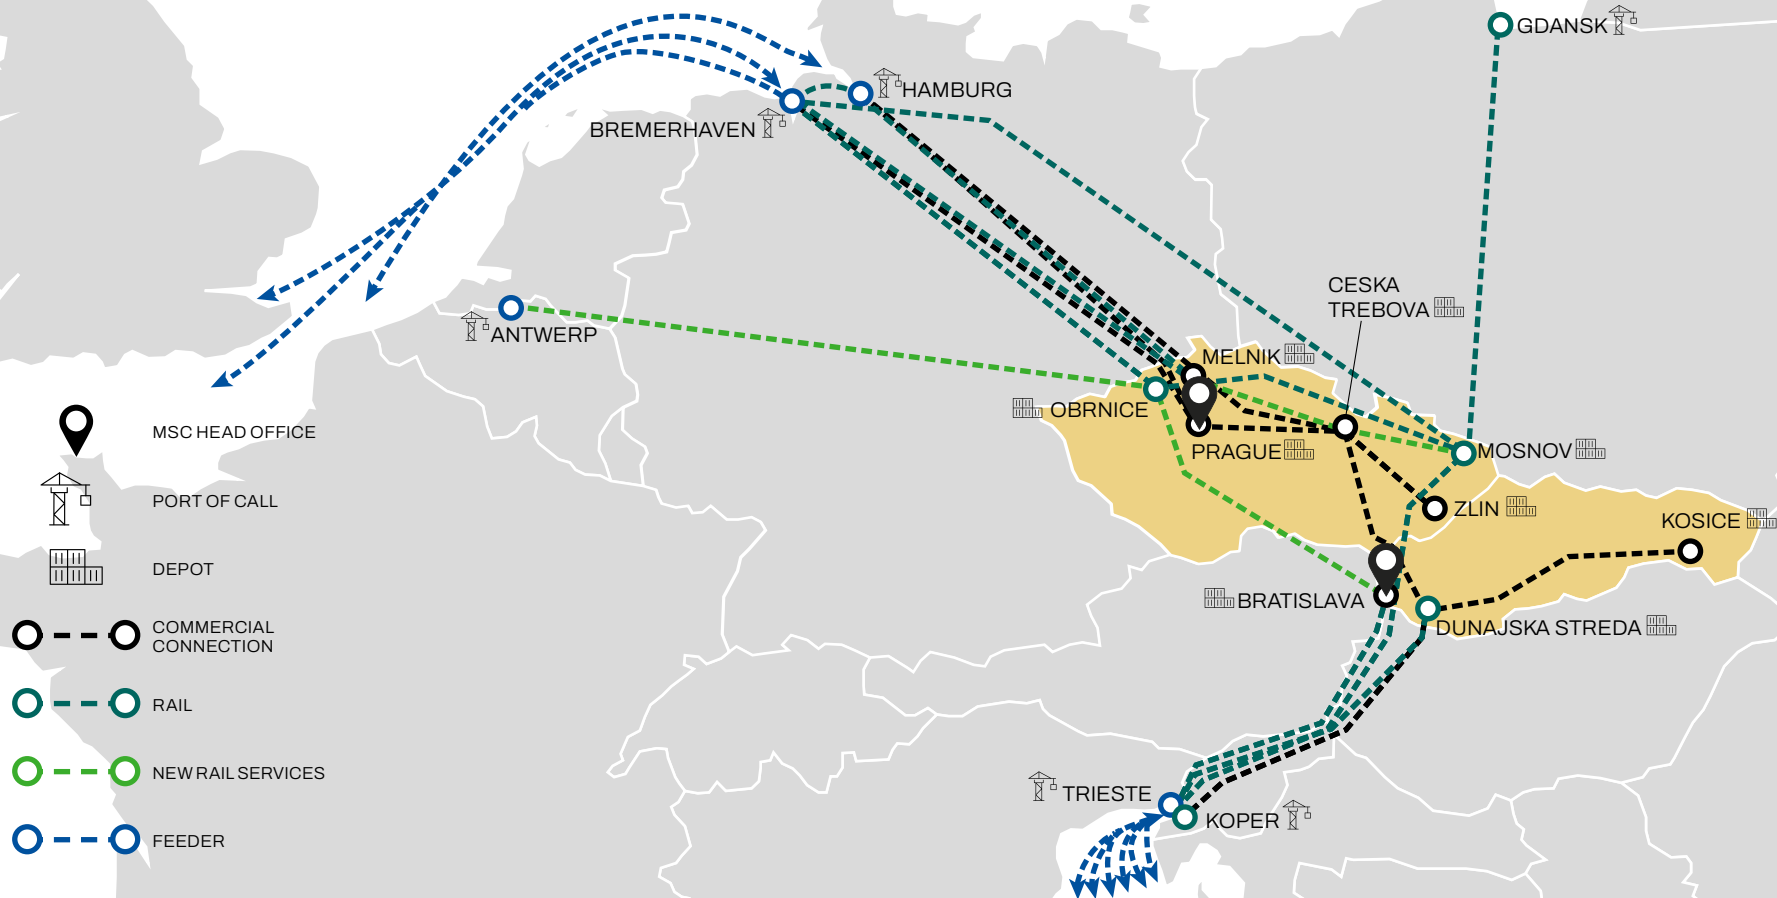 GDANSK
HAMBURG
BREMERHAVEN
CESKA
TREBOVA
ANTWERP
MELNIK
OBRNICE
PRAGUE
MOSNOV
ZLIN
KOSICE
BRATISLAVA
DUNAJSKA STREDA
TRIESTE
KOPER
MSC HEAD OFFICE
PORT OF CALL
DEPOT
COMMERCIAL
CONNECTION
RAIL
NEW RAIL SERVICES
FEEDER